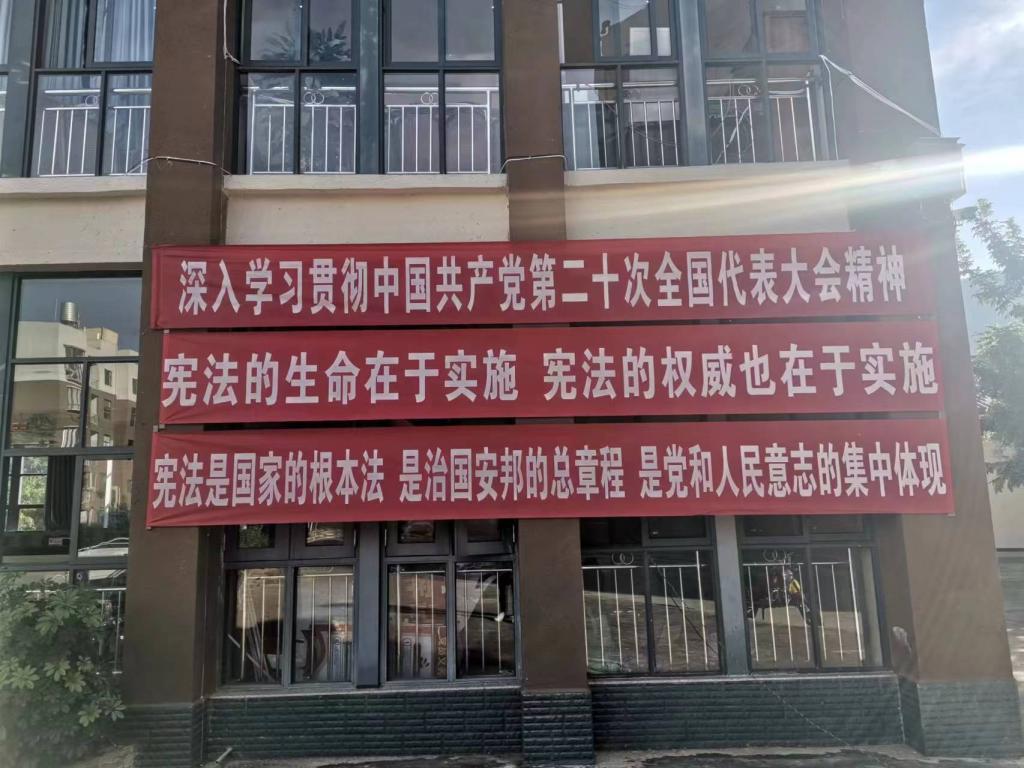 深入学习贯彻中国共产党第二十次全国代表大会精神
宪法的生命在于实施 宪法的权威也在于实施
宪法是国家的根本法 是治国安邦的总章程 是党和人民意志的集中体现